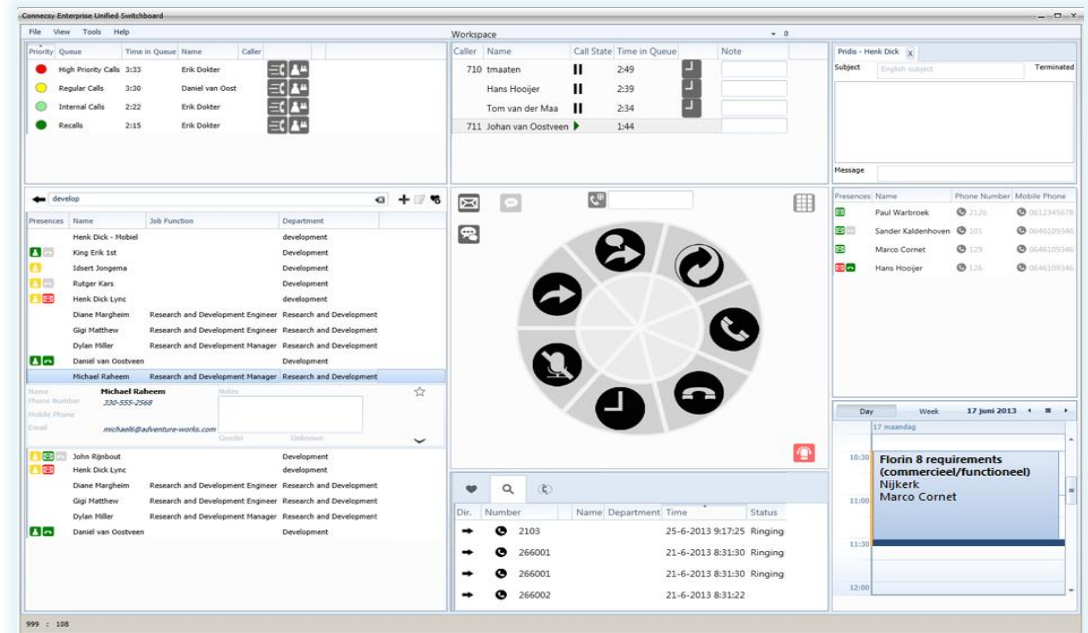 Connecsy Enterprise Unified Switchboard
File View Tools Help
Workspace 0
Priority Queue Time in Queue Name Caller
High Priority Calls 3:33 Erik Dokter
Regular Calls 3:30 Daniel van Oost
Internal Calls 2:22 Erik Dokter
Recalls 2:15 Erik Dokter
Caller Name Call State Time in Queue Note
710 tmaaten 2:49
Hans Hooijer 2:39
Tom van der Maa 2:34
711 Johan van Oostveen 1:44
Pridis - Henk Dick x
Subject English subject Terminated
Message
develop
Presences Name Job Function Department
Henk Dick - Mobiel development
King Erik 1st Development
Idsert Jongema Development
Rutger Kars Development
Henk Dick Lync development
Diane Margheim Research and Development Engineer Research and Development
Gigi Matthew Research and Development Engineer Research and Development
Dylan Miller Research and Development Manager Research and Development
Daniël van Oostveen Development
Michael Raheem Research and Development Manager Research and Development
Name Michael Raheem Notes
Phone Number 330-555-2568
Mobile Phone
Email michael6@adventure-works.com
Gender Unknown
John Rijnbout Development
Henk Dick Lync development
Diane Margheim Research and Development Engineer Research and Development
Gigi Matthew Research and Development Engineer Research and Development
Dylan Miller Research and Development Manager Research and Development
Daniël van Oostveen Development
Dir. Number Name Department Time Status
2103 25-6-2013 9:17:25 Ringing
266001 21-6-2013 8:31:30 Ringing
266001 21-6-2013 8:31:30 Ringing
266002 21-6-2013 8:31:22
Presences Name Phone Number Mobile Phone
Paul Warbroek 2126 0612345678
Sander Kaldenhoven 101 0646109346
Marco Cornet 129 0646109346
Hans Hooijer 126 0646109346
Day Week 17 juni 2013
17 maandag
10:30
Florin 8 requirements
(commercieel/functioneel)
Nijkerk
Marco Cornet
11:00
11:30
12:00
999 : 108